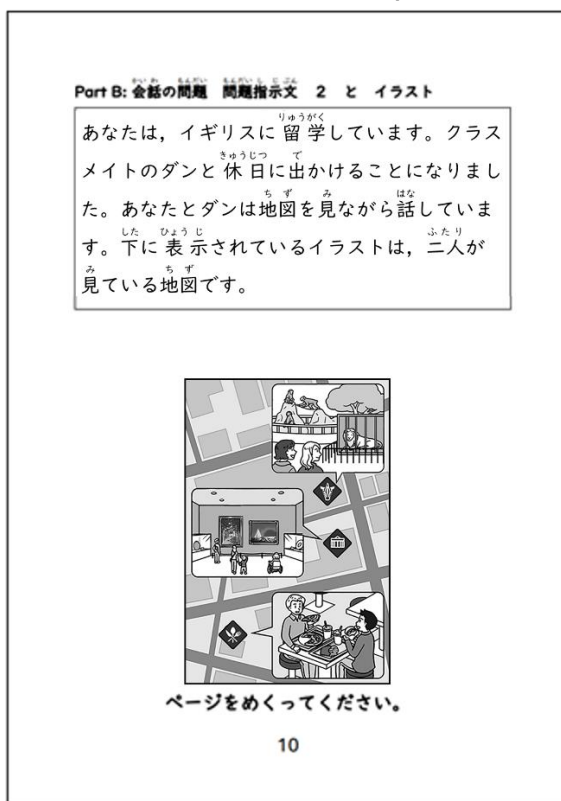 Part B: 会話の問題 問題指示文 2 と イラスト
あなたは，イギリスに留学しています。クラス
メイトのダンと休日に出かけることになりまし
た。あなたとダンは地図を見ながら話していま
す。下に表示されているイラストは，二人が
見ている地図です。
ページをめくってください。
10